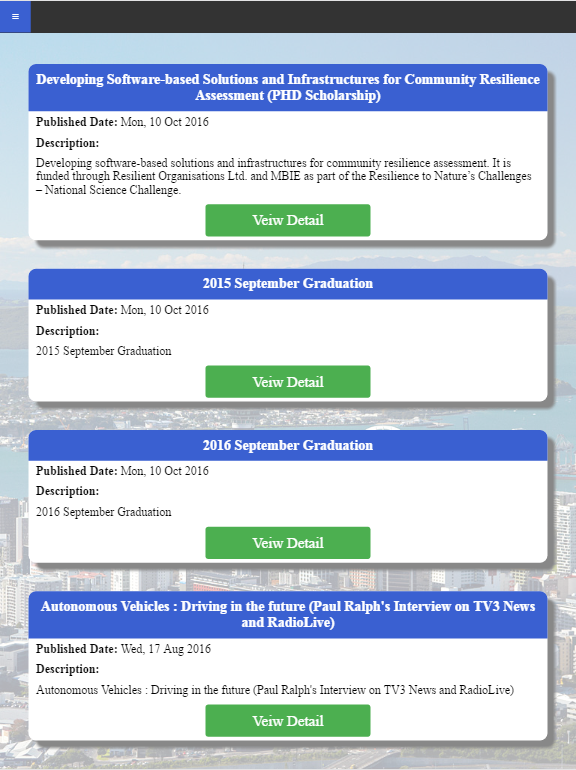 Developing Software-based Solutions and Infrastructures for Community Resilience
Assessment (PHD Scholarship)
Published Date: Mon, 10 Oct 2016
Description:
Developing software-based solutions and infrastructures for community resilience assessment. It is
funded through Resilient Organisations Ltd. and MBIE as part of the Resilience to Nature’s Challenges
– National Science Challenge.
Veiw Detail
2015 September Graduation
Published Date: Mon, 10 Oct 2016
Description:
2015 September Graduation
Veiw Detail
2016 September Graduation
Published Date: Mon, 10 Oct 2016
Description:
2016 September Graduation
Veiw Detail
Autonomous Vehicles : Driving in the future (Paul Ralph's Interview on TV3 News
and RadioLive)
Published Date: Wed, 17 Aug 2016
Description:
Autonomous Vehicles : Driving in the future (Paul Ralph's Interview on TV3 News and RadioLive)
Veiw Detail